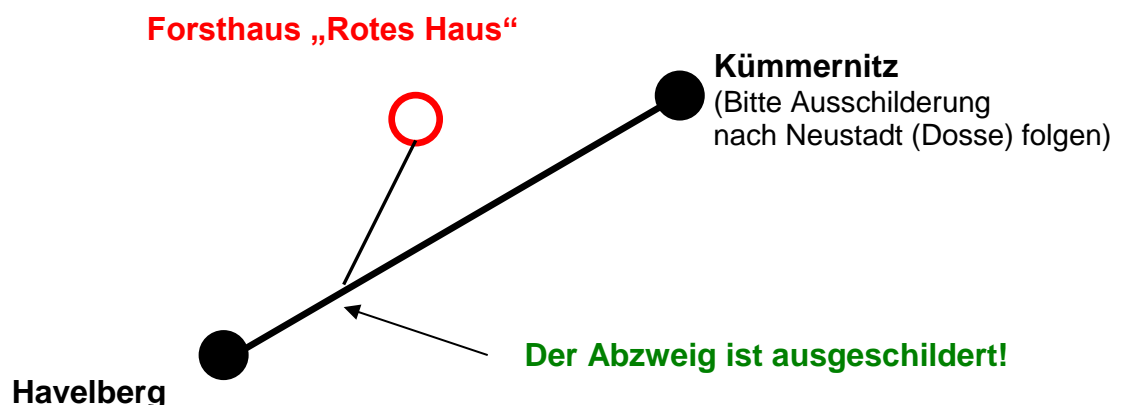 Forsthaus „Rotes Haus“
Kümmernitz
(Bitte Ausschilderung
nach Neustadt (Dosse) folgen)
Der Abzweig ist ausgeschildert!
Havelberg